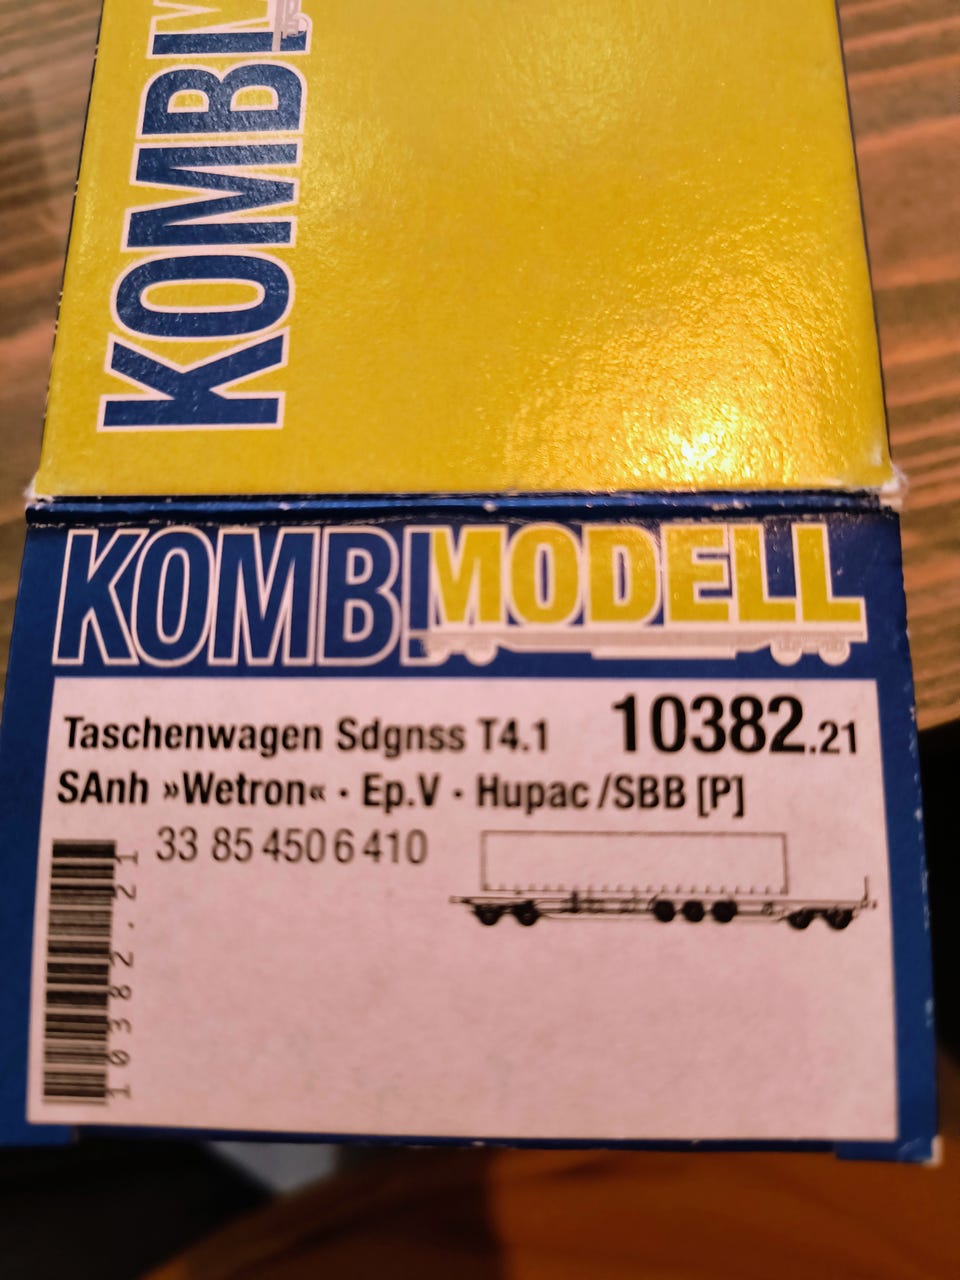 KOMBIM
KOMBIMODELL
Taschenwagen Sdgnss T4.1 10382.21
SAnh »Wetron« · Ep.V · Hupac /SBB [P]
33 85 450 6 410
10382.21